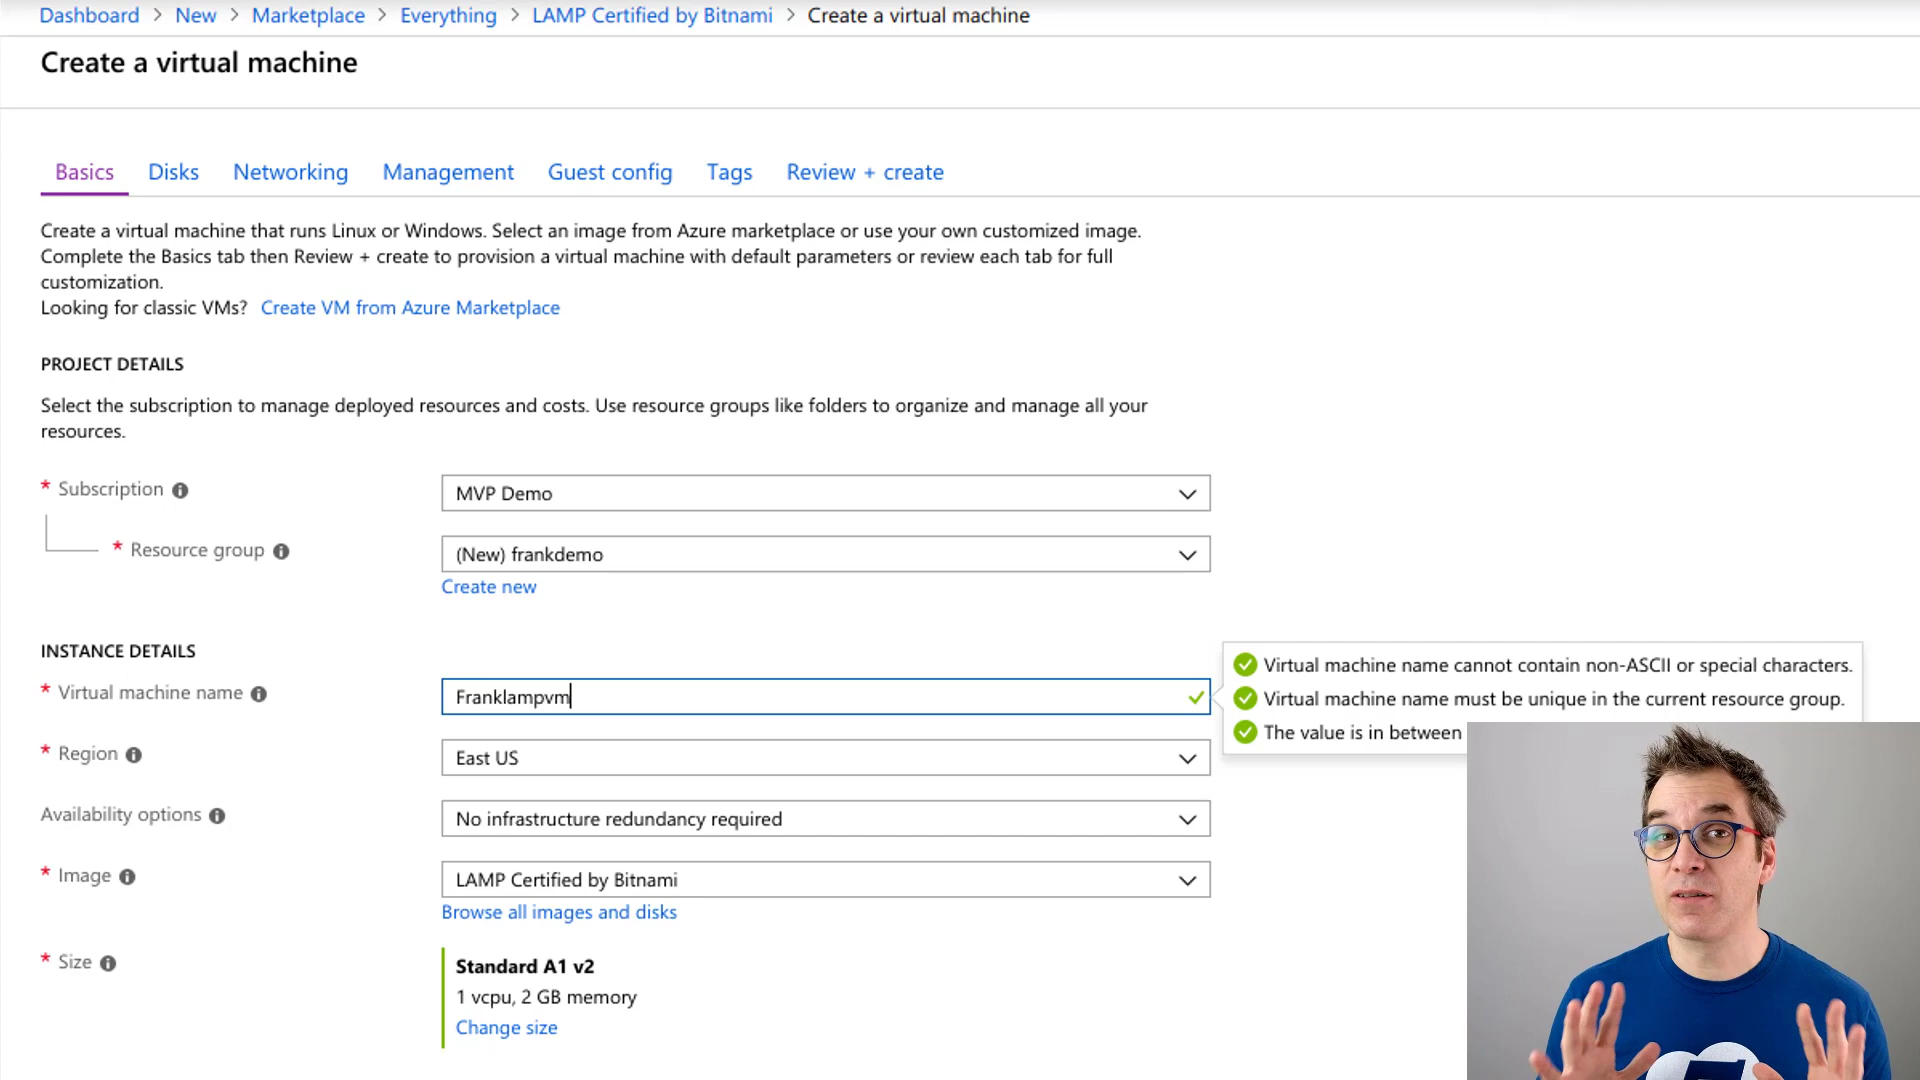 Dashboard > New > Marketplace > Everything > LAMP Certified by Bitnami > Create a virtual machine
Create a virtual machine
Basics Disks Networking Management Guest config Tags Review + create
Create a virtual machine that runs Linux or Windows. Select an image from Azure marketplace or use your own customized image.
Complete the Basics tab then Review + create to provision a virtual machine with default parameters or review each tab for full
customization.
Looking for classic VMs? Create VM from Azure Marketplace
PROJECT DETAILS
Select the subscription to manage deployed resources and costs. Use resource groups like folders to organize and manage all your
resources.
* Subscription MVP Demo
* Resource group (New) frankdemo
Create new
INSTANCE DETAILS
* Virtual machine name Franklampvm
Virtual machine name cannot contain non-ASCII or special characters.
Virtual machine name must be unique in the current resource group.
The value is in between
* Region East US
Availability options No infrastructure redundancy required
* Image LAMP Certified by Bitnami
Browse all images and disks
* Size Standard A1 v2
1 vcpu, 2 GB memory
Change size